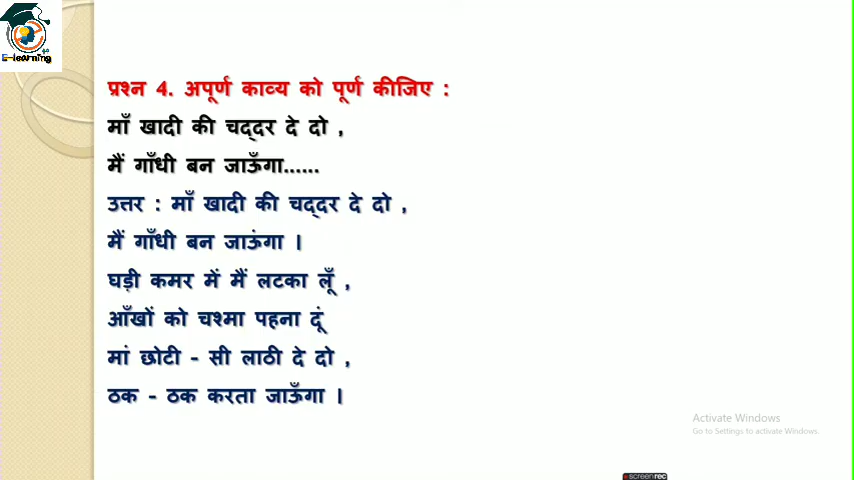 E-learning
प्रश्न 4. अपूर्ण काव्य को पूर्ण कीजिए :
माँ खादी की चद्‌दर दे दो ,
मैं गाँधी बन जाऊँगा......
उत्तर : माँ खादी की चद्‌दर दे दो ,
मैं गाँधी बन जाऊंगा ।
घड़ी कमर में मैं लटका लूँ ,
आँखों को चश्मा पहना दूं
मां छोटी - सी लाठी दे दो ,
ठक - ठक करता जाऊँगा ।
Activate Windows
Go to Settings to activate Windows.
screenrec